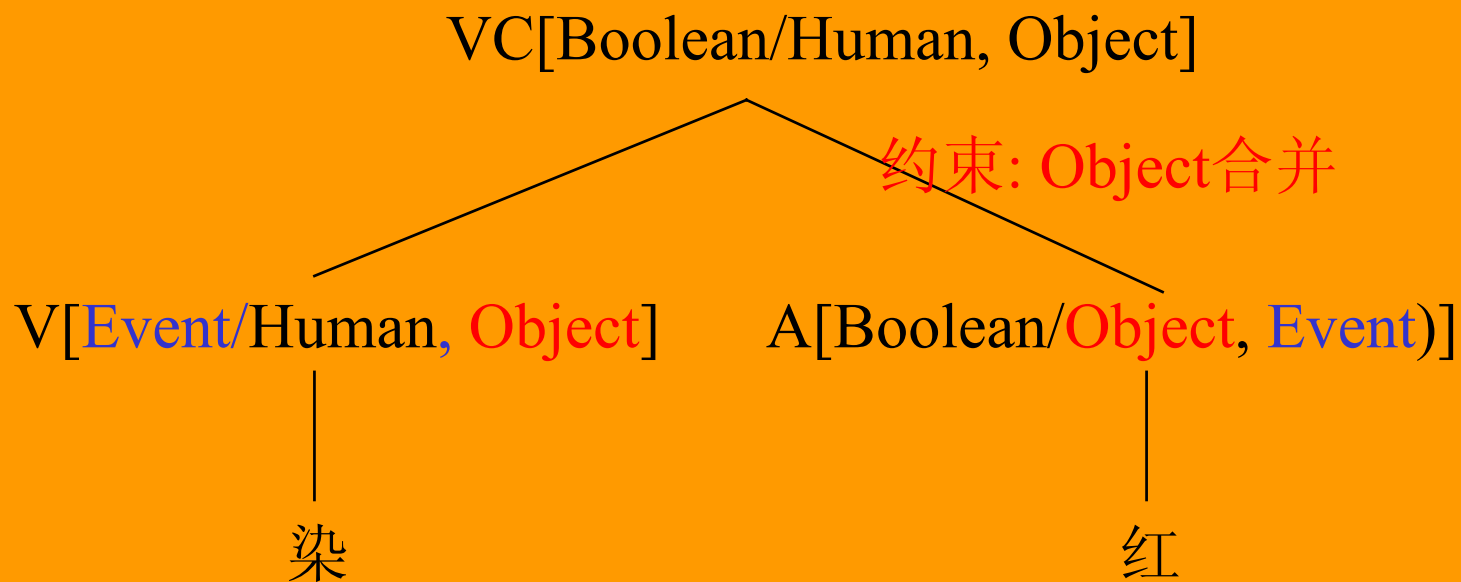 VC[Boolean/Human, Object]
约束: Object合并
V[Event/Human, Object]
A[Boolean/Object, Event)]
染
红